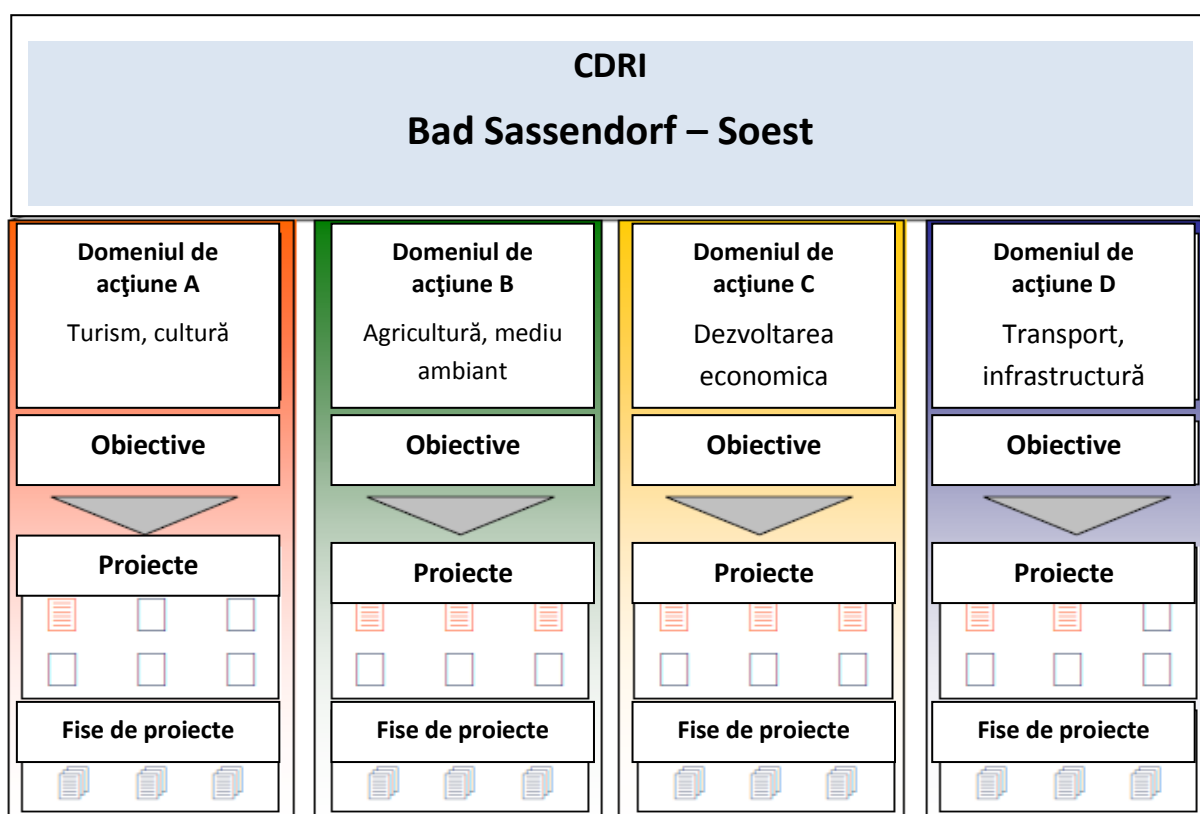 CDRI
Bad Sassendorf – Soest
Domeniul de
acţiune A
Turism, cultură
Obiective
Proiecte
Fise de proiecte
Domeniul de
acţiune B
Agricultură, mediu
ambiant
Obiective
Proiecte
Fise de proiecte
Domeniul de
acţiune C
Dezvoltarea
economica
Obiective
Proiecte
Fise de proiecte
Domeniul de
acţiune D
Transport,
infrastructură
Obiective
Proiecte
Fise de proiecte